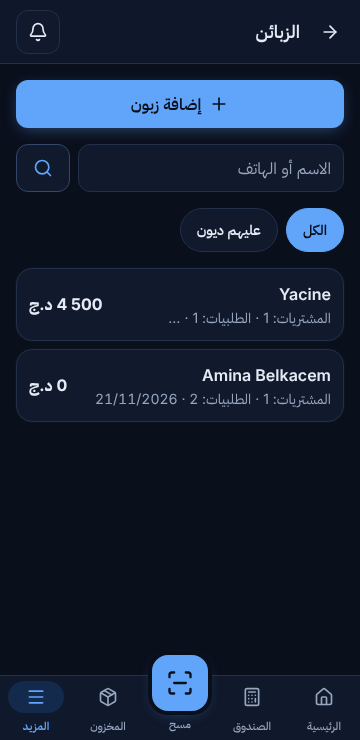 الزبائن
إضافة زبون
الاسم أو الهاتف
الكل
عليهم ديون
Yacine
4 500 د.ج
المشتريات: 1 · الطلبيات: 1 · ...
Amina Belkacem
0 د.ج
المشتريات: 1 · الطلبيات: 2 · 21/11/2026
الرئيسية
الصندوق
مسح
المخزون
المزيد